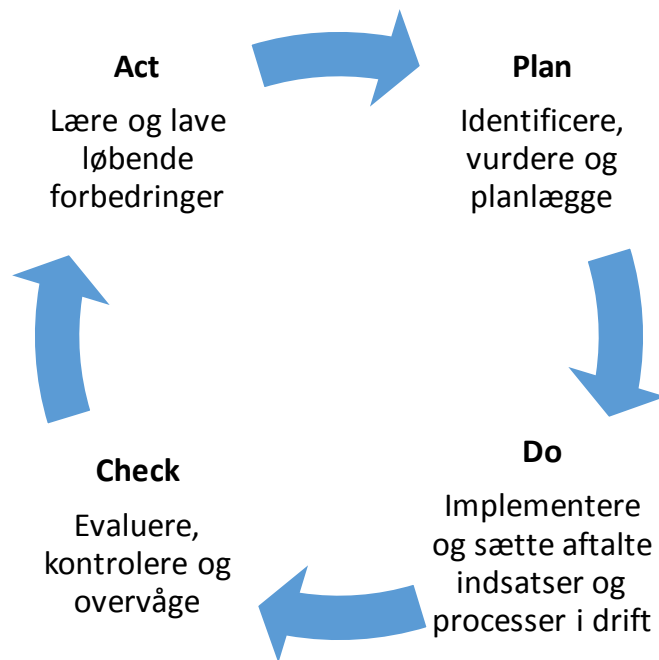 Act
Lære og lave
løbende
forbedringer
Plan
Identificere,
vurdere og
planlægge
Do
Implementere
og sætte aftalte
indsatser og
processer i drift
Check
Evaluere,
kontrolere og
overvåge